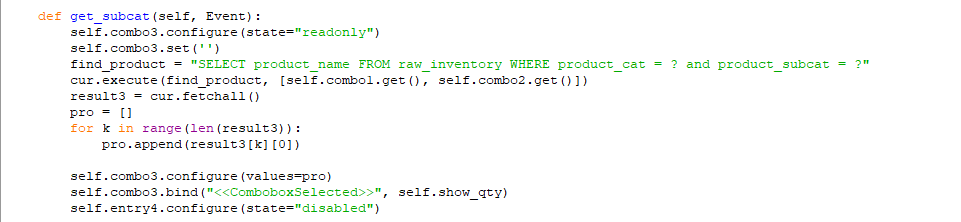 def get_subcat(self, Event):
self.combo3.configure(state="readonly")
self.combo3.set('')
find_product = "SELECT product_name FROM raw_inventory WHERE product_cat = ? and product_subcat = ?"
cur.execute(find_product, [self.combo1.get(), self.combo2.get()])
result3 = cur.fetchall()
pro = []
for k in range(len(result3)):
pro.append(result3[k][0])
self.combo3.configure(values=pro)
self.combo3.bind("<<ComboboxSelected>>", self.show_qty)
self.entry4.configure(state="disabled")